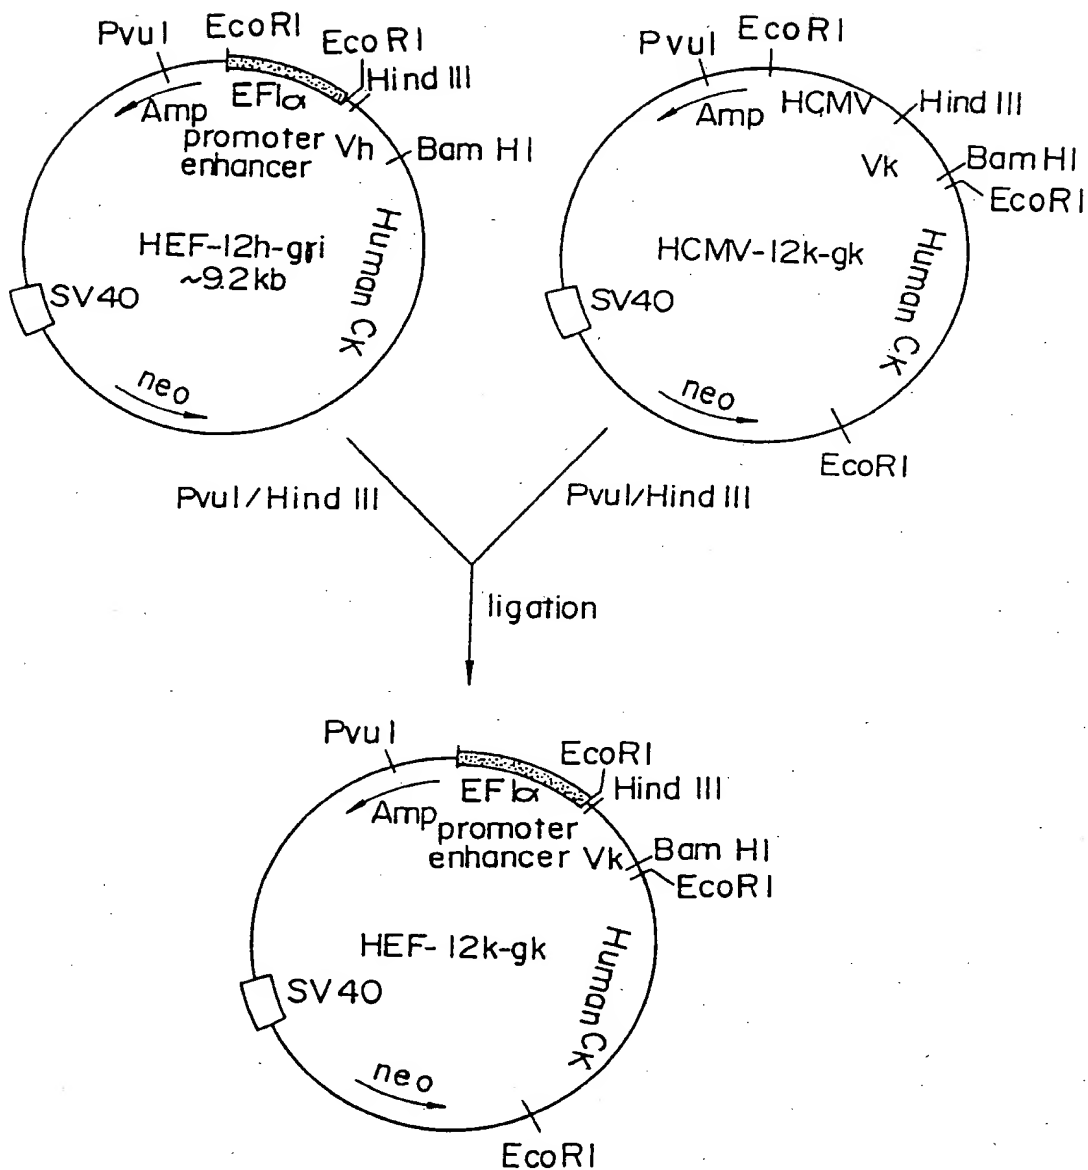 PvuI
EcoRI
EcoRI
Hind III
Amp
EF1α
promoter
enhancer
Vh
Bam HI
HEF-12h-gγi
~9.2kb
Human Cκ
SV40
neo
PvuI
EcoRI
Amp
HCMV
Hind III
Vk
Bam HI
EcoRI
HCMV-12k-gk
Human Cκ
SV40
neo
EcoRI
PvuI/Hind III
PvuI/Hind III
ligation
PvuI
EcoRI
Hind III
Amp
EF1α
promoter
enhancer
Vk
Bam HI
EcoRI
HEF-12k-gk
Human Cκ
SV40
neo
EcoRI